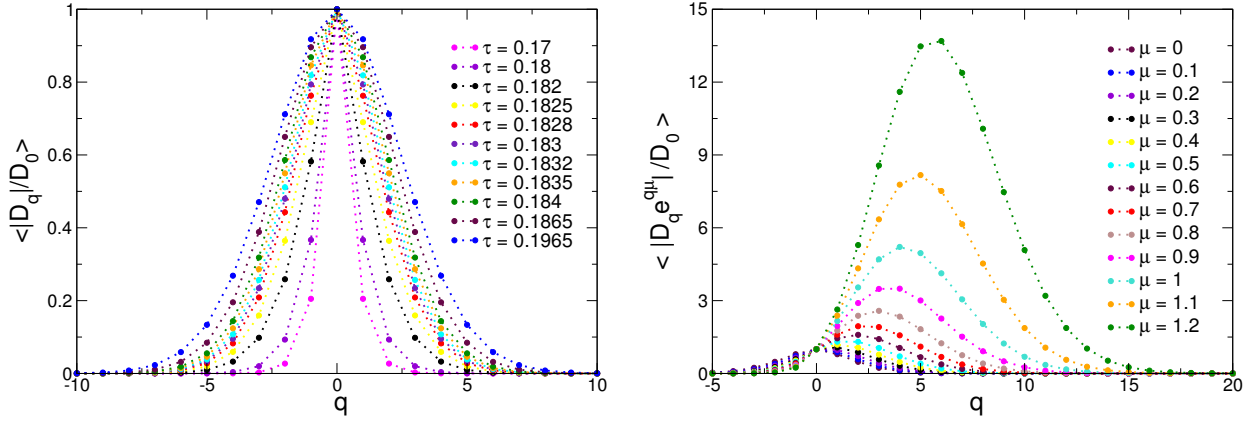 1
0.8
0.6
0.4
0.2
0
-10
-5
0
5
10
q
<|D_q|/D_0>
τ = 0.17
τ = 0.18
τ = 0.182
τ = 0.1825
τ = 0.1828
τ = 0.183
τ = 0.1832
τ = 0.1835
τ = 0.184
τ = 0.1865
τ = 0.1965
15
12
9
6
3
0
-5
0
5
10
15
20
q
< |D_q e^{qμ}| /D_0 >
μ = 0
μ = 0.1
μ = 0.2
μ = 0.3
μ = 0.4
μ = 0.5
μ = 0.6
μ = 0.7
μ = 0.8
μ = 0.9
μ = 1
μ = 1.1
μ = 1.2